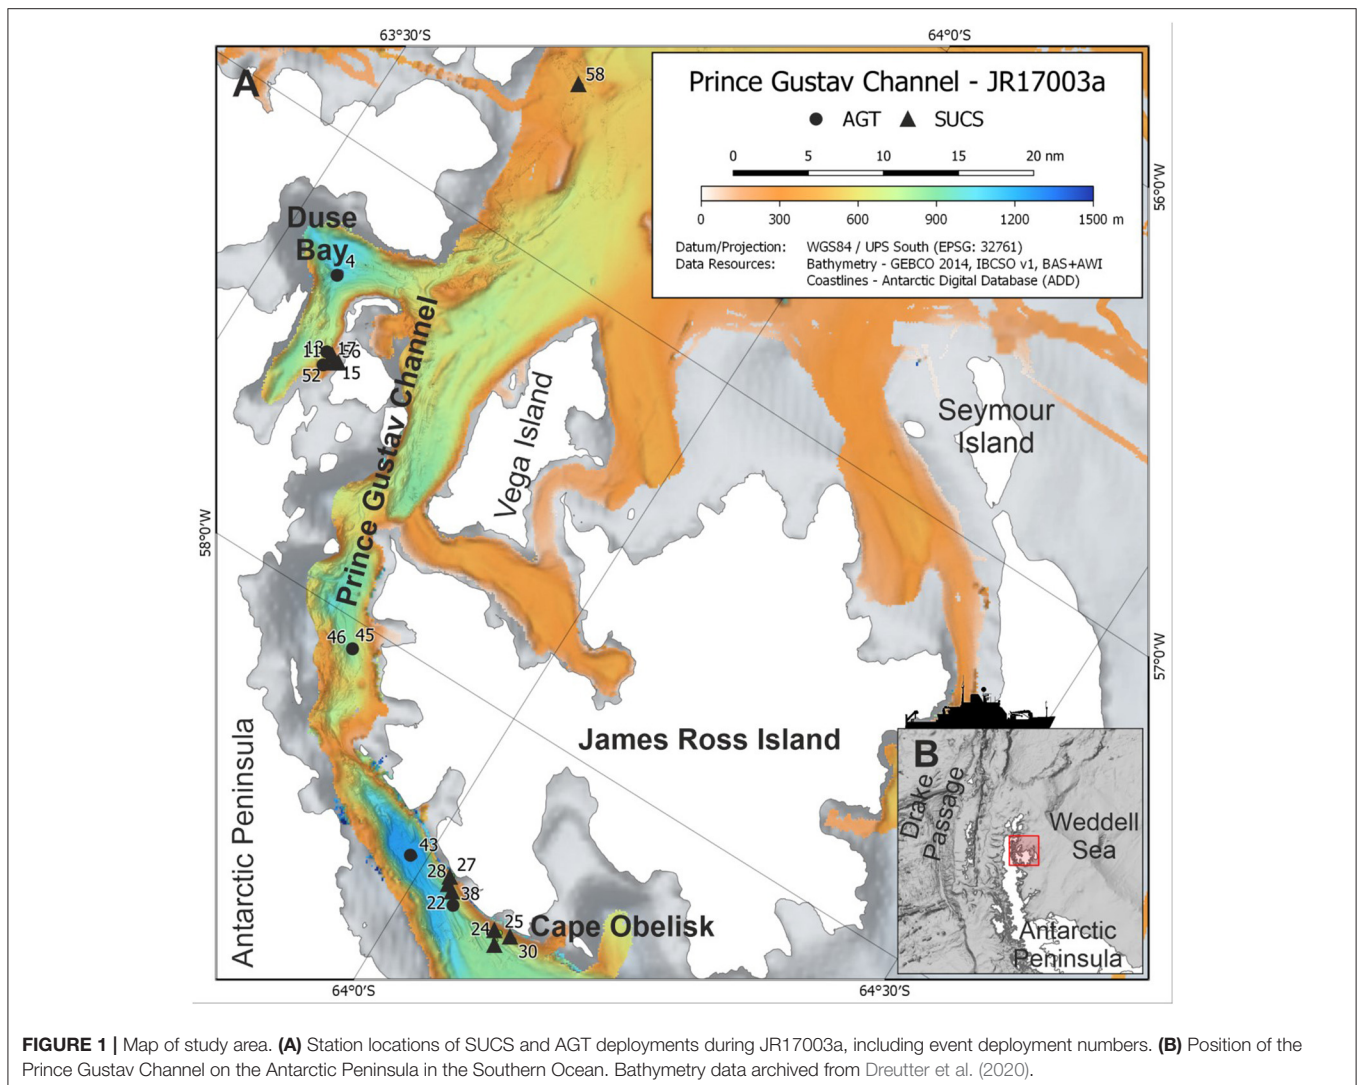 63°30'S
64°0'S
A
58
Prince Gustav Channel - JR17003a
AGT SUCS
0 5 10 15 20 nm
0 300 600 900 1200 1500 m
Datum/Projection: WGS84 / UPS South (EPSG: 32761)
Data Resources: Bathymetry - GEBCO 2014, IBCSO v1, BAS+AWI
Coastlines - Antarctic Digital Database (ADD)
56°0'W
Duse
Bay
4
17
15
52
Prince Gustav Channel
Vega Island
Seymour
Island
58°0'W
46 45
57°0'W
James Ross Island
Antarctic Peninsula
43
27
28
38
22
24
25
30
Cape Obelisk
B
Drake
Passage
Weddell
Sea
Antarctic
Peninsula
64°0'S
64°30'S
FIGURE 1 | Map of study area. (A) Station locations of SUCS and AGT deployments during JR17003a, including event deployment numbers. (B) Position of the
Prince Gustav Channel on the Antarctic Peninsula in the Southern Ocean. Bathymetry data archived from Dreutter et al. (2020).